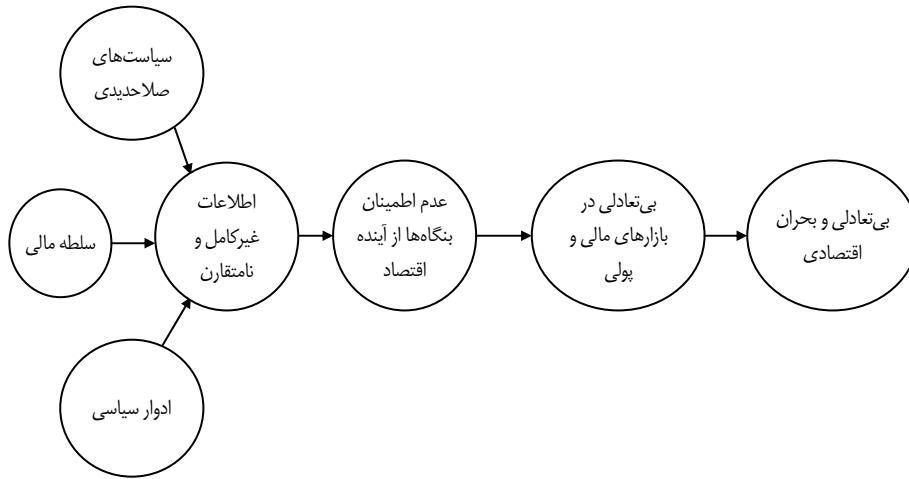 سیاست‌های
صلاحدیدی
سلطه مالی
ادوار سیاسی
اطلاعات
غیرکامل و
نامتقارن
عدم اطمینان
بنگاه‌ها از آینده
اقتصاد
بی‌تعادلی در
بازارهای مالی و
پولی
بی‌تعادلی و بحران
اقتصادی